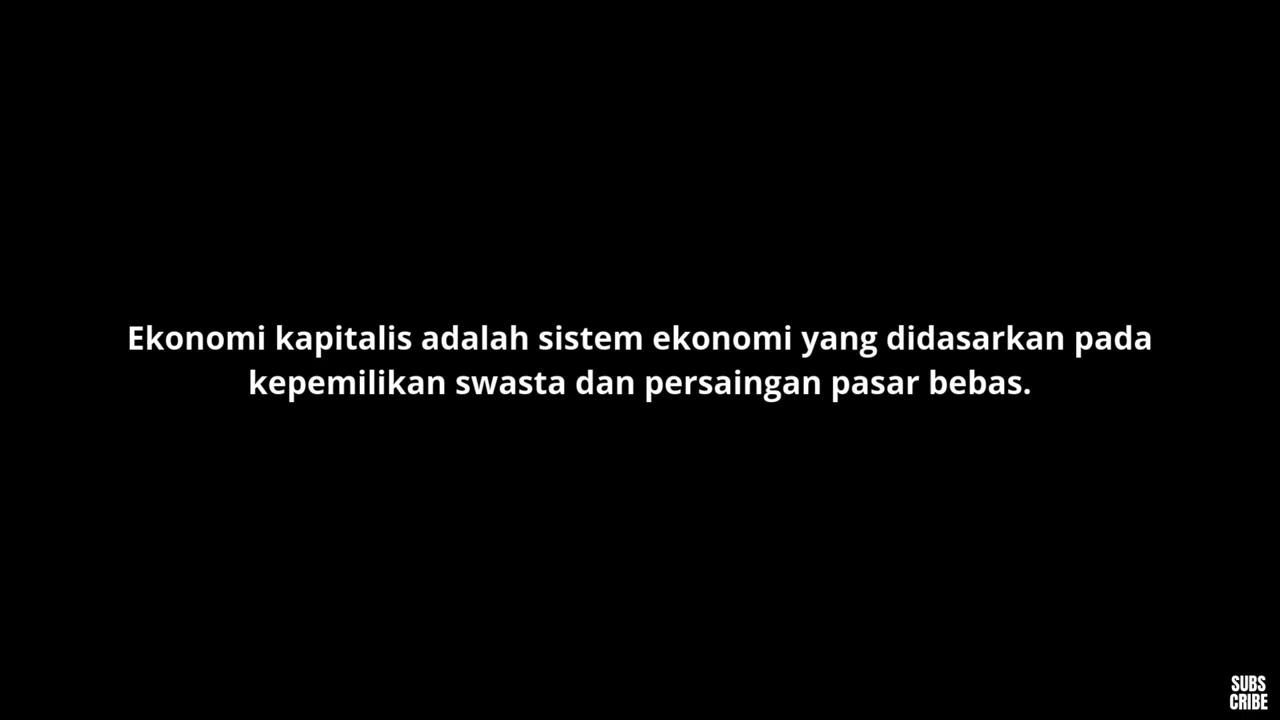 Ekonomi kapitalis adalah sistem ekonomi yang didasarkan pada
kepemilikan swasta dan persaingan pasar bebas.
SUBS
CRIBE